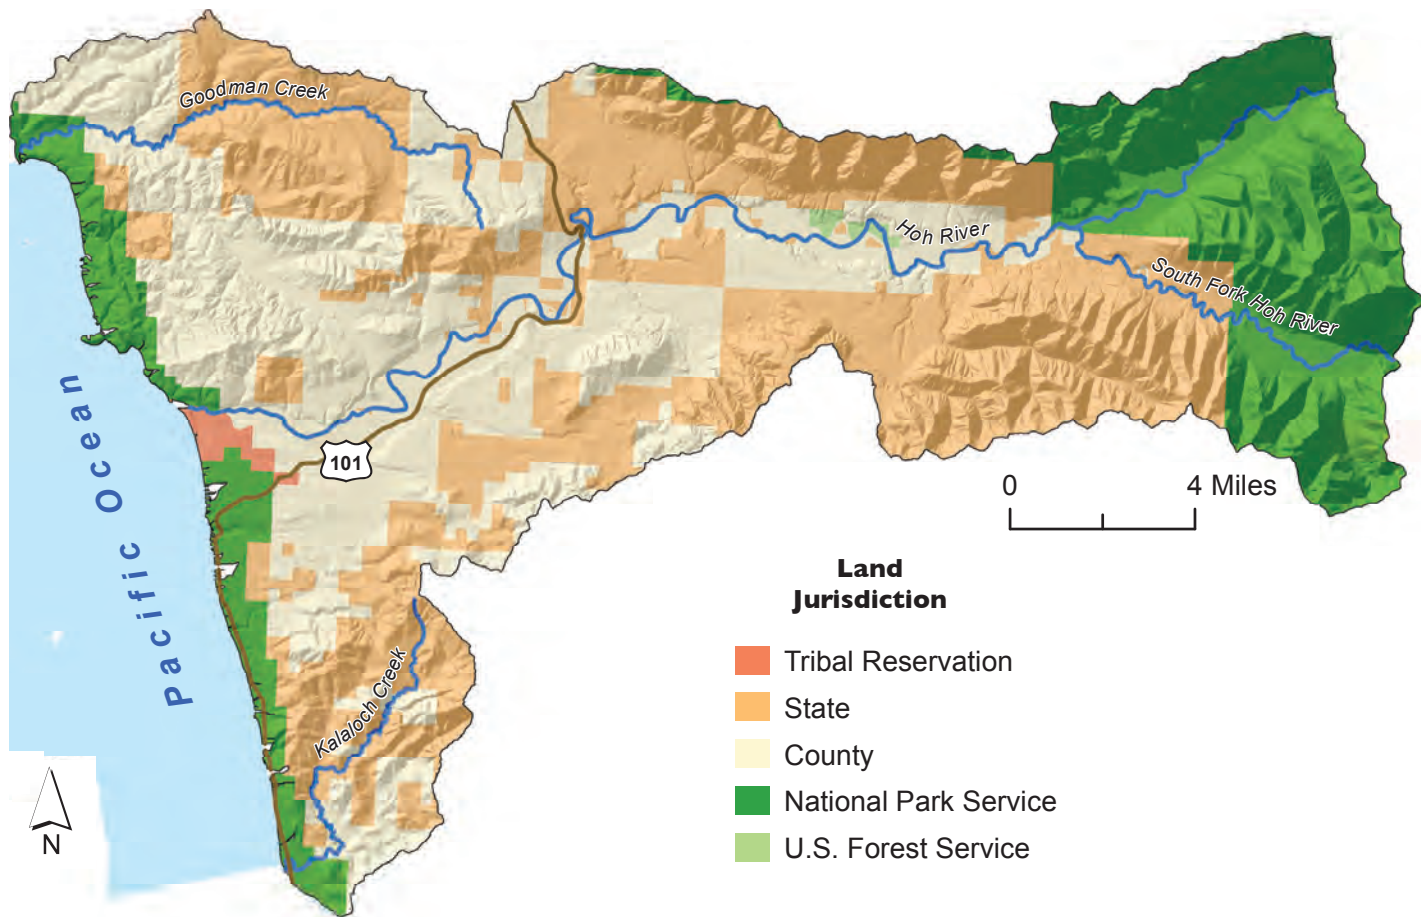 Goodman Creek
Hoh River
South Fork Hoh River
Pacific Ocean
101
0 4 Miles
Kalaloch Creek
Land
Jurisdiction
Tribal Reservation
State
County
National Park Service
U.S. Forest Service
N